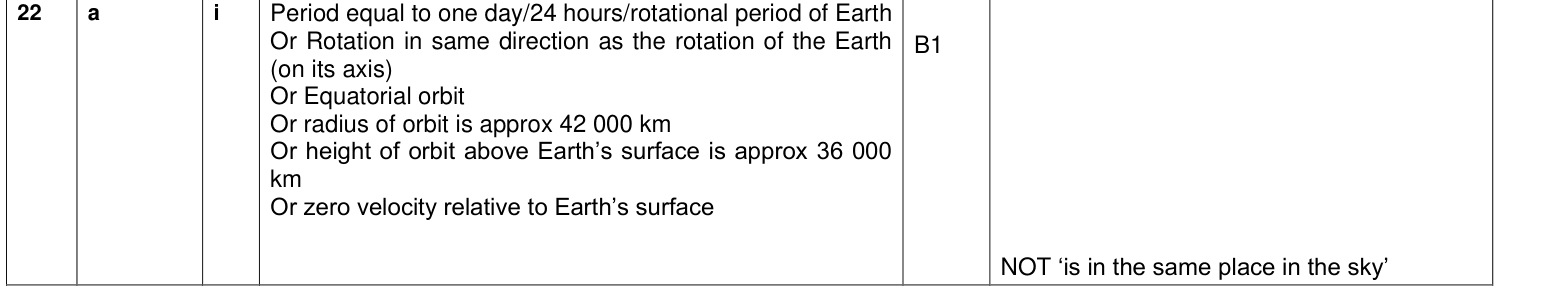 22 a i Period equal to one day/24 hours/rotational period of Earth
Or Rotation in same direction as the rotation of the Earth B1
(on its axis)
Or Equatorial orbit
Or radius of orbit is approx 42 000 km
Or height of orbit above Earth’s surface is approx 36 000
km
Or zero velocity relative to Earth’s surface
NOT ‘is in the same place in the sky’